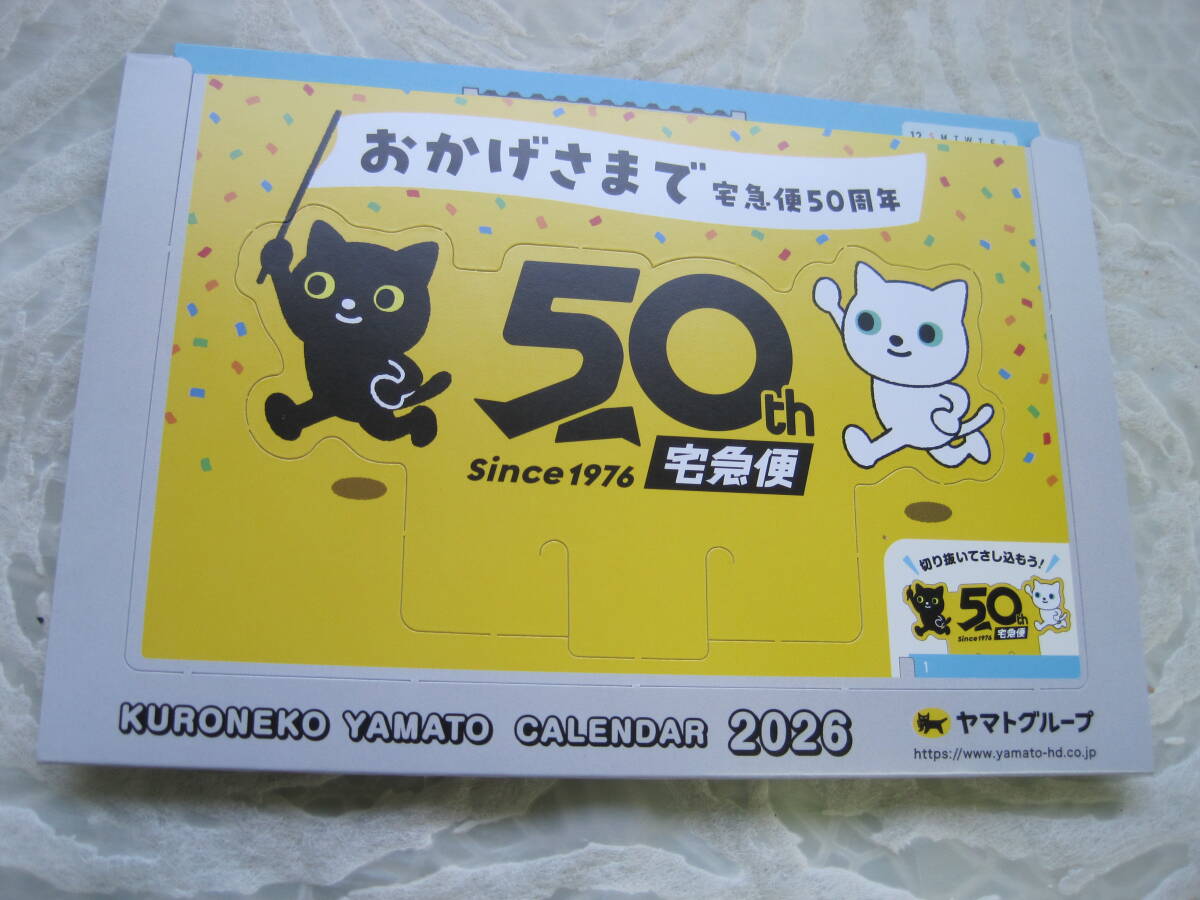 12 S M T W T F S
おかげさまで 宅急便50周年
50th
Since 1976 宅急便
切り抜いてさし込もう!
50th
Since 1976 宅急便
1
KURONEKO YAMATO CALENDAR 2026
ヤマトグループ
https://www.yamato-hd.co.jp